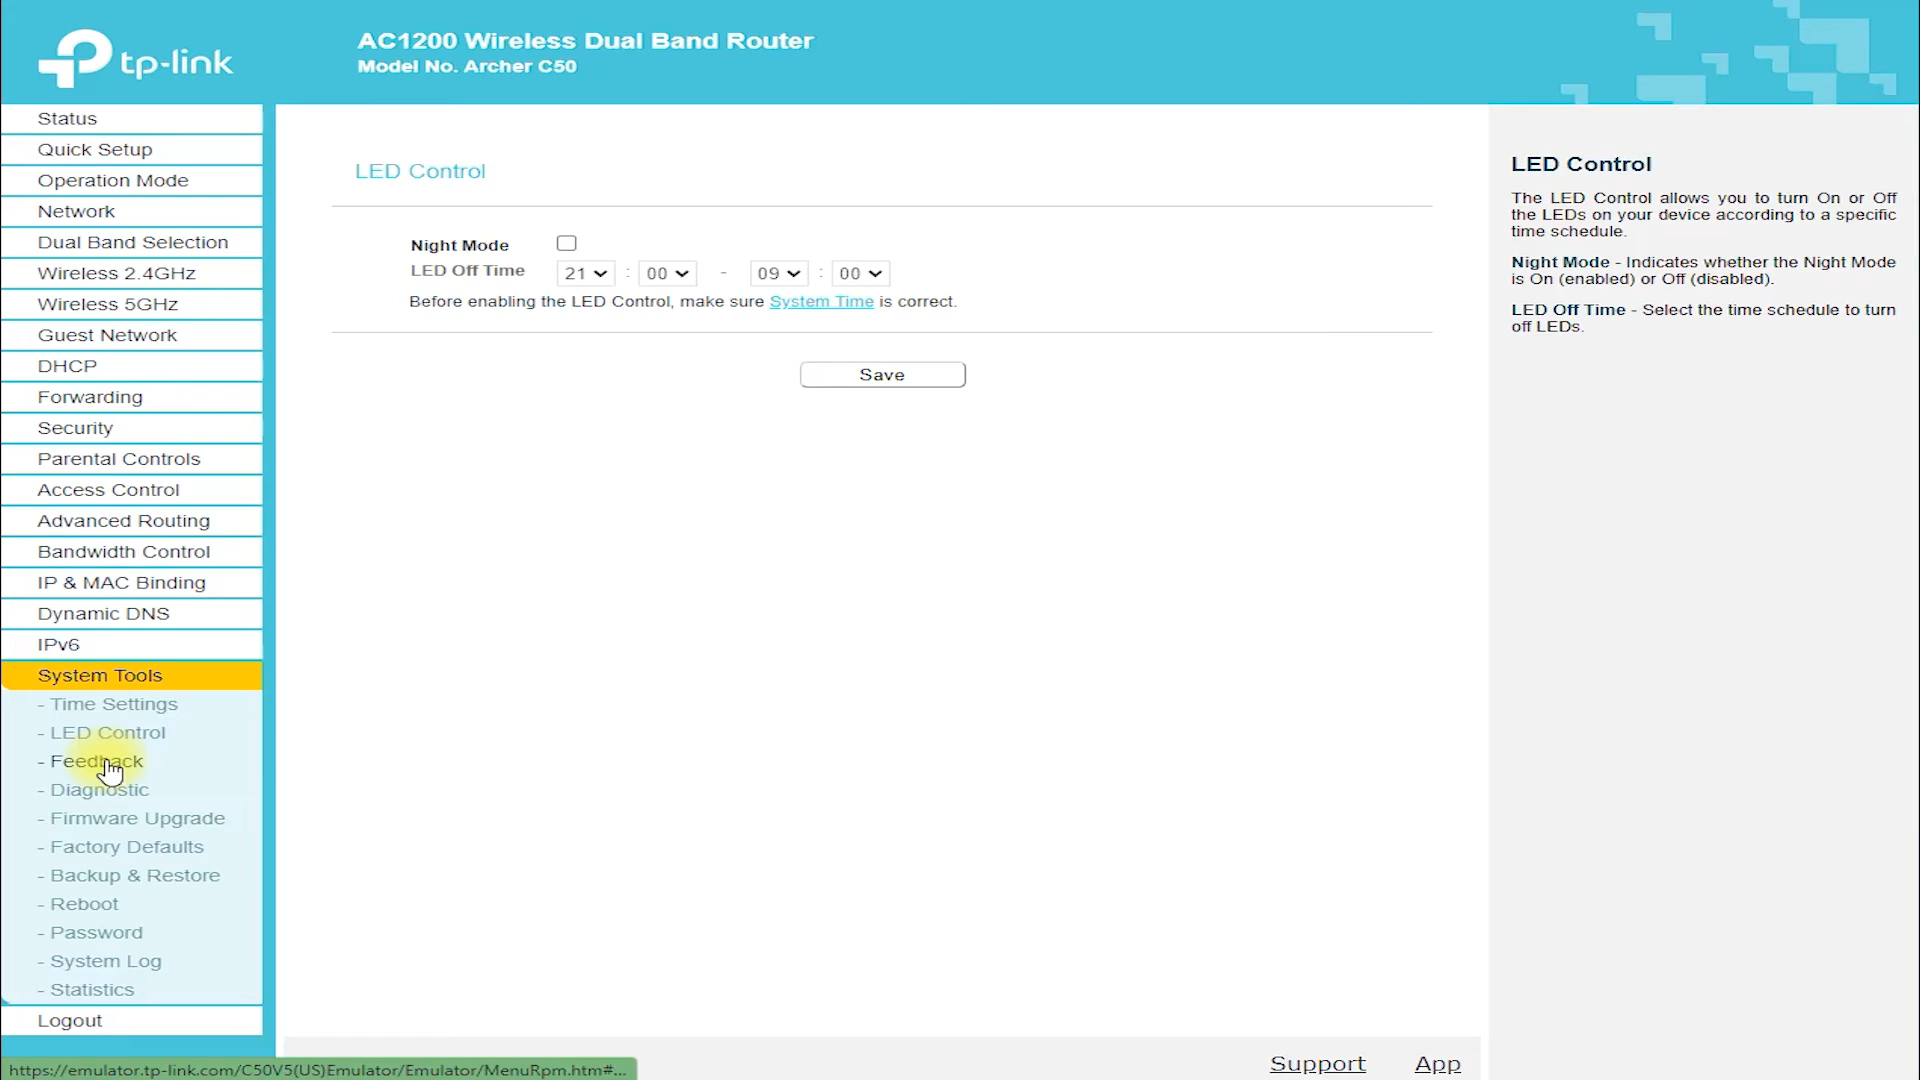 tp-link
AC1200 Wireless Dual Band Router
Model No. Archer C50
Status
Quick Setup
Operation Mode
Network
Dual Band Selection
Wireless 2.4GHz
Wireless 5GHz
Guest Network
DHCP
Forwarding
Security
Parental Controls
Access Control
Advanced Routing
Bandwidth Control
IP & MAC Binding
Dynamic DNS
IPv6
System Tools
- Time Settings
- LED Control
- Feedback
- Diagnostic
- Firmware Upgrade
- Factory Defaults
- Backup & Restore
- Reboot
- Password
- System Log
- Statistics
Logout
LED Control
Night Mode
LED Off Time 21 : 00 - 09 : 00
Before enabling the LED Control, make sure System Time is correct.
Save
LED Control
The LED Control allows you to turn On or Off
the LEDs on your device according to a specific
time schedule.
Night Mode - Indicates whether the Night Mode
is On (enabled) or Off (disabled).
LED Off Time - Select the time schedule to turn
off LEDs.
Support App
https://emulator.tp-link.com/C50V5(US)Emulator/Emulator/MenuRpm.htm#...